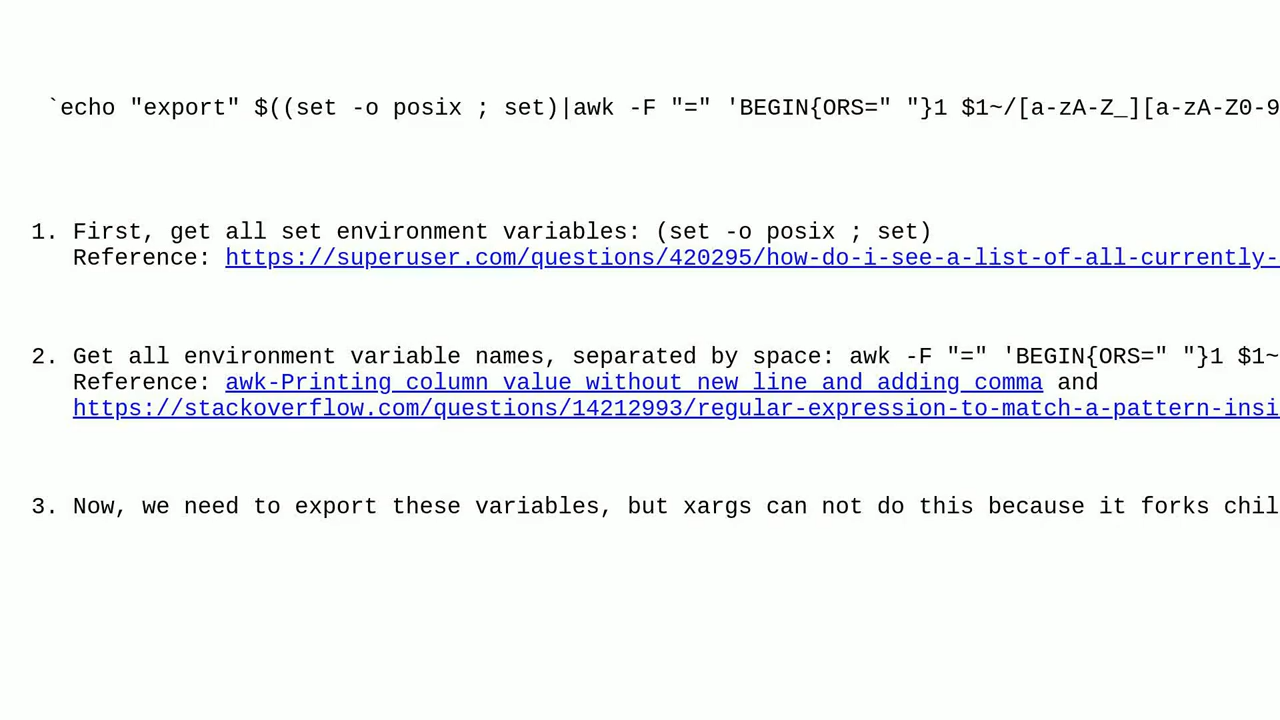 `echo "export" $((set -o posix ; set)|awk -F "=" 'BEGIN{ORS=" "}1 $1~/[a-zA-Z_][a-zA-Z0-9
1. First, get all set environment variables: (set -o posix ; set)
Reference: https://superuser.com/questions/420295/how-do-i-see-a-list-of-all-currently-
2. Get all environment variable names, separated by space: awk -F "=" 'BEGIN{ORS=" "}1 $1~
Reference: awk-Printing column value without new line and adding comma and
https://stackoverflow.com/questions/14212993/regular-expression-to-match-a-pattern-insi
3. Now, we need to export these variables, but xargs can not do this because it forks chil